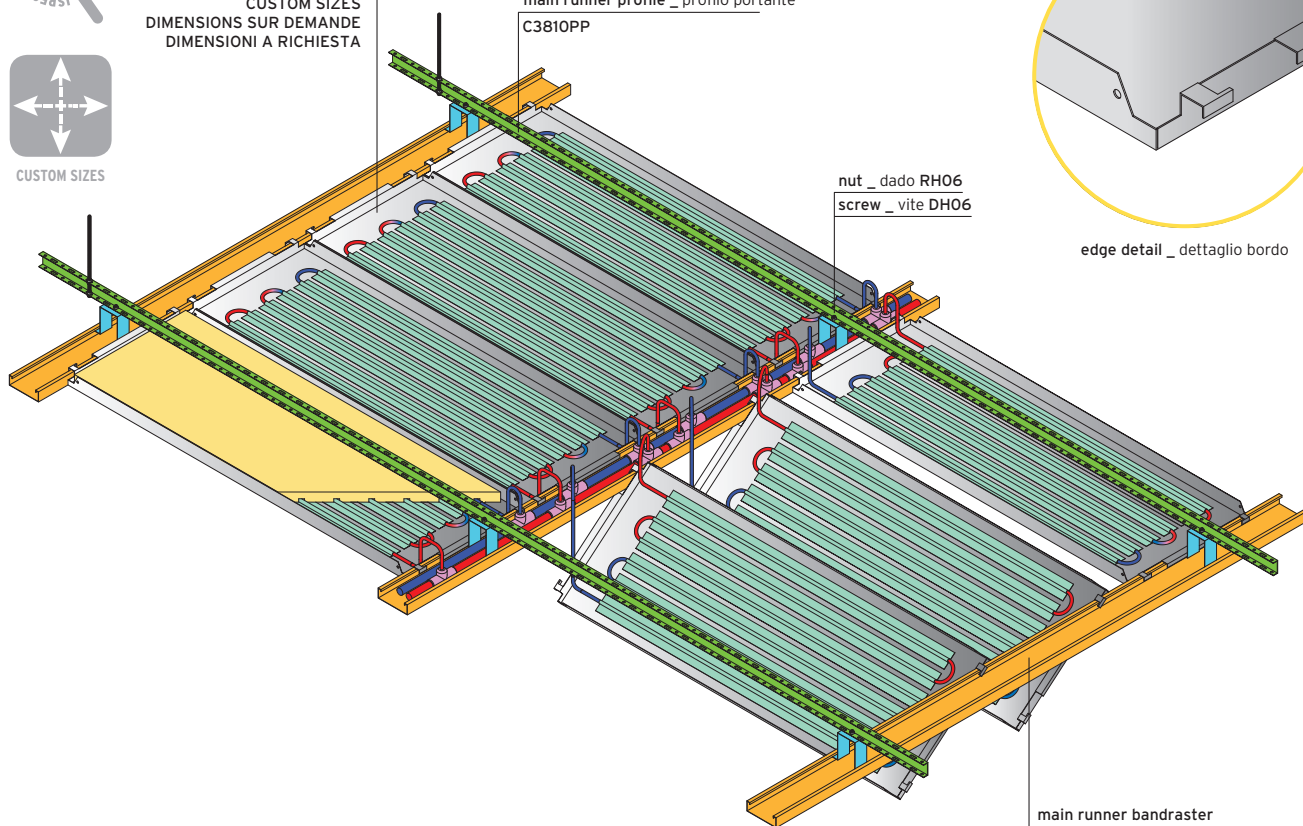 CUSTOM SIZES
DIMENSIONS SUR DEMANDE
DIMENSIONI A RICHIESTA
main runner profile _ profilo portante
C3810PP
CUSTOM SIZES
nut _ dado RH06
screw _ vite DH06
edge detail _ dettaglio bordo
main runner bandraster